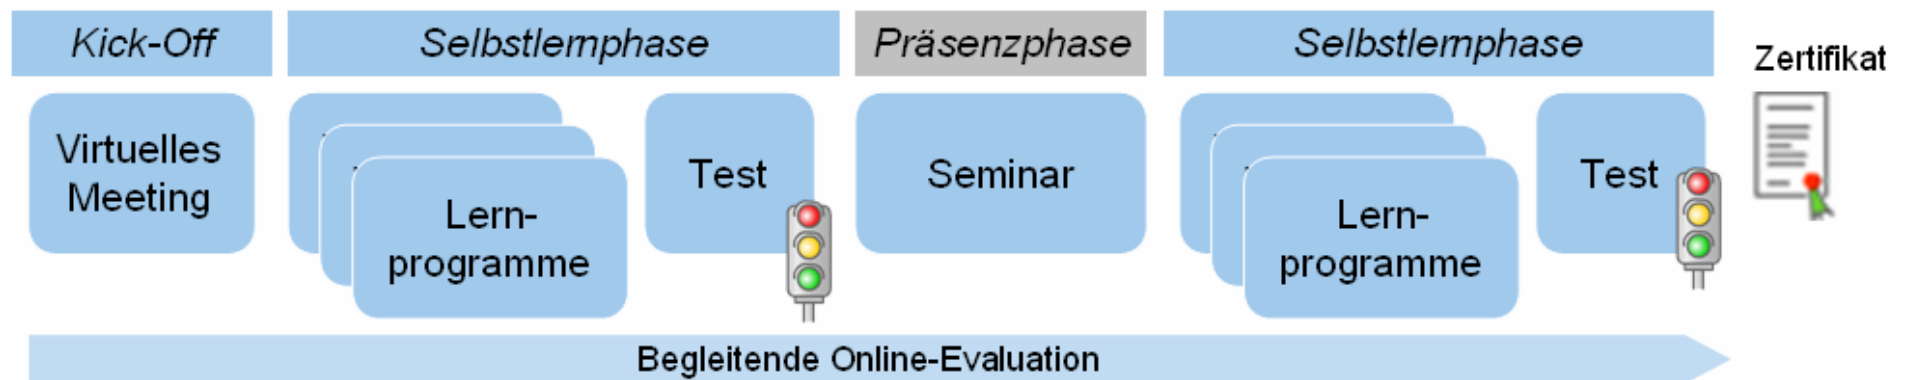 Kick-Off
Selbstlernphase
Präsenzphase
Selbstlernphase
Zertifikat
Virtuelles
Meeting
Lern-
programme
Test
Seminar
Lern-
programme
Test
Begleitende Online-Evaluation